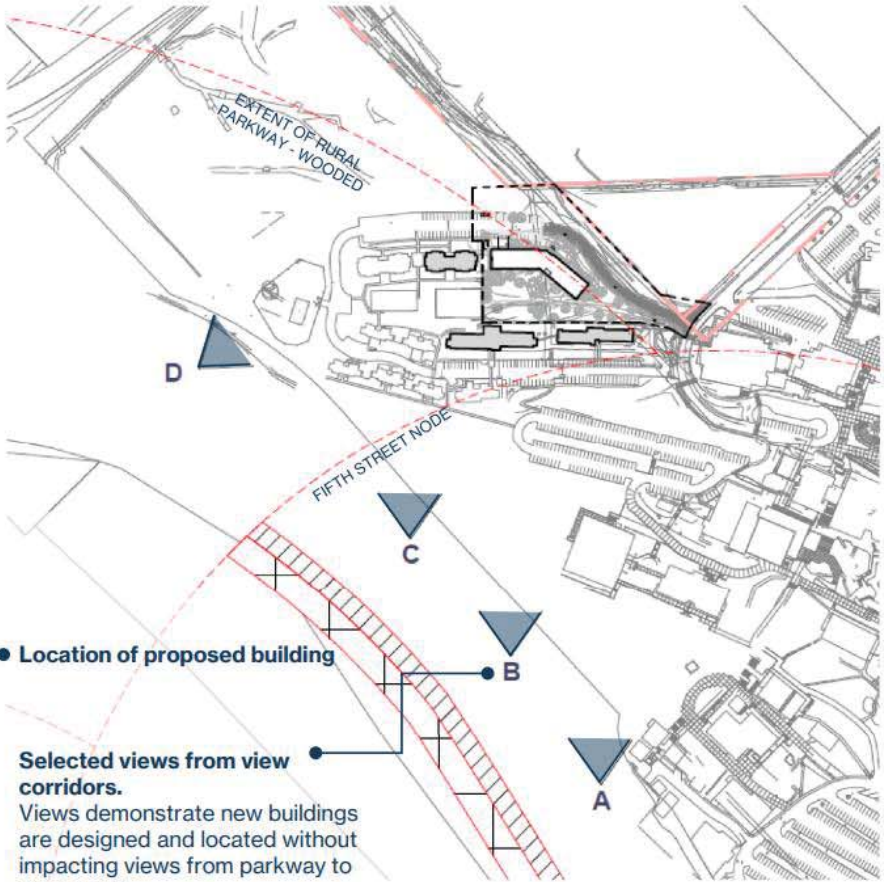 EXTENT OF RURAL
PARKWAY - WOODED
D
FIFTH STREET NODE
C
Location of proposed building
B
Selected views from view
corridors.
A
Views demonstrate new buildings
are designed and located without
impacting views from parkway to